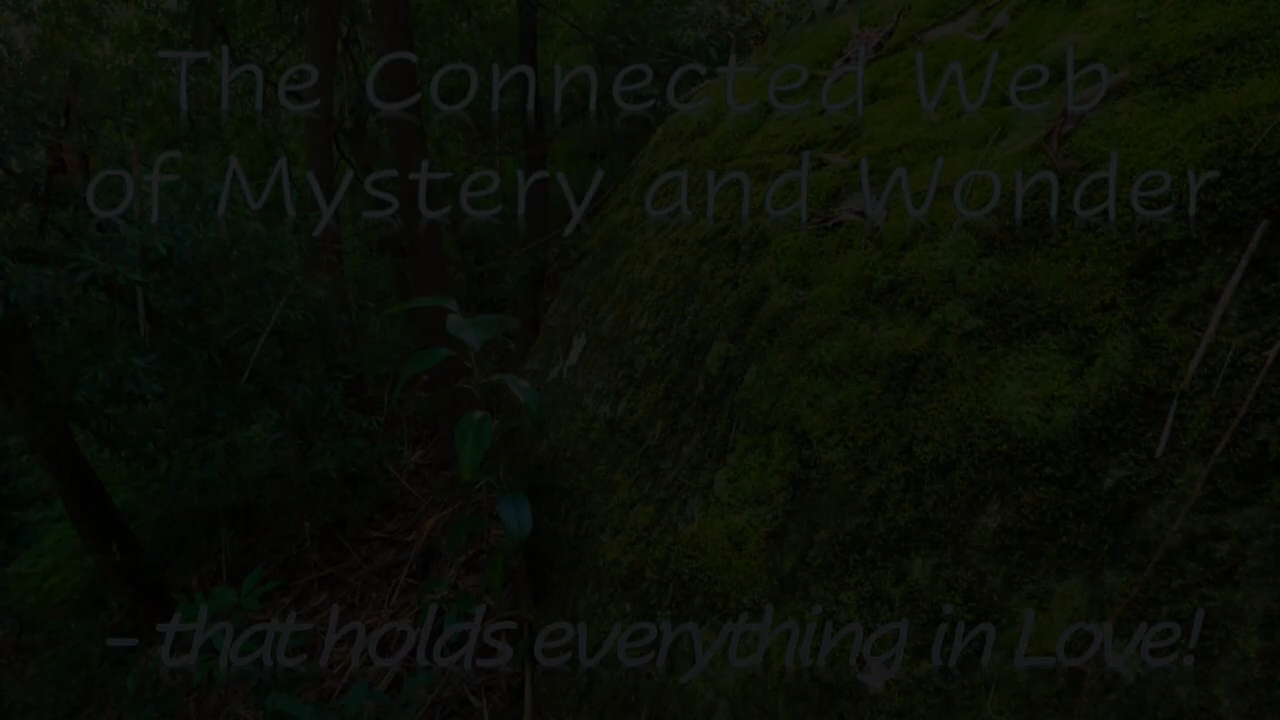 The Connected Web
of Mystery and Wonder
- that holds everything in Love!